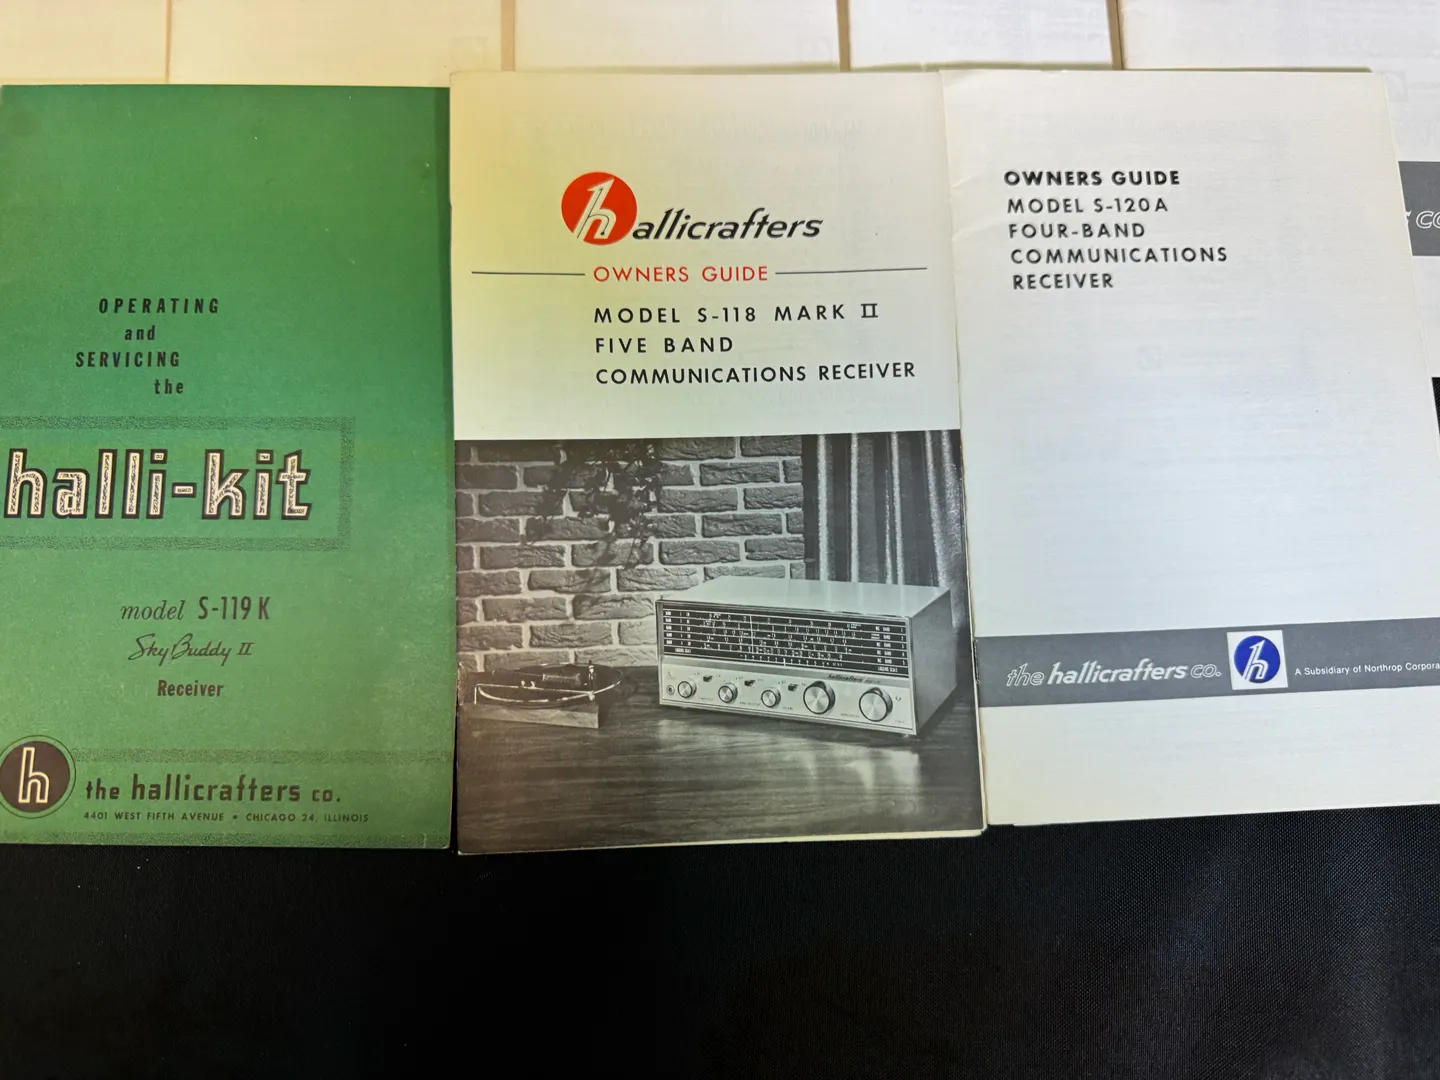 OPERATING
and
SERVICING
the
halli-kit
model S-119 K
Sky Buddy II
Receiver
h
the hallicrafters co.
4401 WEST FIFTH AVENUE • CHICAGO 24, ILLINOIS
hallicrafters
OWNERS GUIDE
MODEL S-118 MARK II
FIVE BAND
COMMUNICATIONS RECEIVER
hallicrafters
OWNERS GUIDE
MODEL S-120A
FOUR-BAND
COMMUNICATIONS
RECEIVER
the hallicrafters co.
h
A Subsidiary of Northrop Corpora